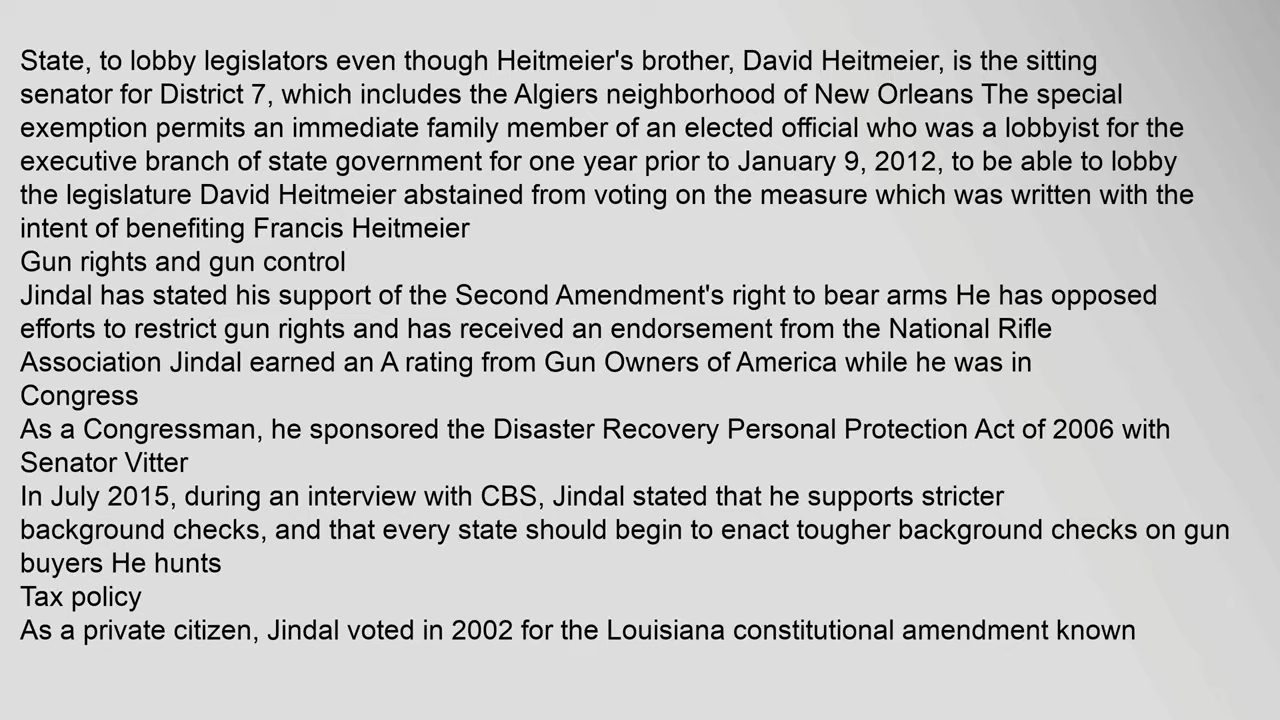 State, to lobby legislators even though Heitmeier's brother, David Heitmeier, is the sitting
senator for District 7, which includes the Algiers neighborhood of New Orleans The special
exemption permits an immediate family member of an elected official who was a lobbyist for the
executive branch of state government for one year prior to January 9, 2012, to be able to lobby
the legislature David Heitmeier abstained from voting on the measure which was written with the
intent of benefiting Francis Heitmeier
Gun rights and gun control
Jindal has stated his support of the Second Amendment's right to bear arms He has opposed
efforts to restrict gun rights and has received an endorsement from the National Rifle
Association Jindal earned an A rating from Gun Owners of America while he was in
Congress
As a Congressman, he sponsored the Disaster Recovery Personal Protection Act of 2006 with
Senator Vitter
In July 2015, during an interview with CBS, Jindal stated that he supports stricter
background checks, and that every state should begin to enact tougher background checks on gun
buyers He hunts
Tax policy
As a private citizen, Jindal voted in 2002 for the Louisiana constitutional amendment known